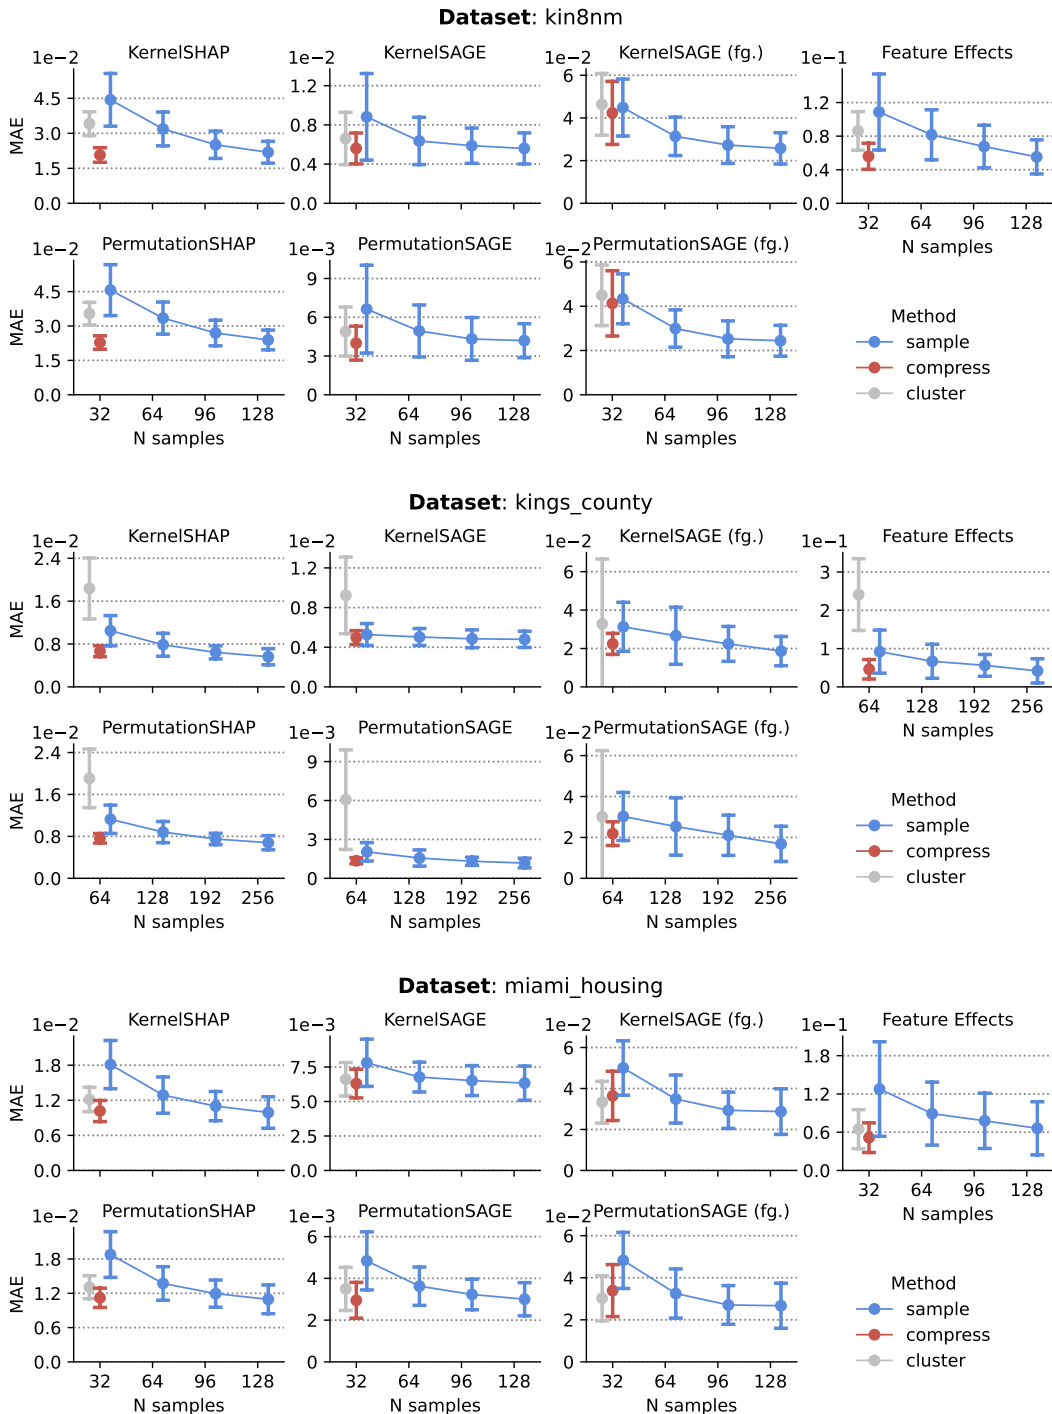 Dataset: kin8nm
KernelSHAP
KernelSAGE
KernelSAGE (fg.)
Feature Effects
1e−2
1e−2
1e−2
1e−1
MAE
4.5
3.0
1.5
0.0
1.2
0.8
0.4
0.0
6
4
2
0
1.2
0.8
0.4
0.0
32 64 96 128
N samples
PermutationSHAP
PermutationSAGE
PermutationSAGE (fg.)
1e−2
1e−3
1e−2
MAE
4.5
3.0
1.5
0.0
9
6
3
0
6
4
2
0
32 64 96 128
32 64 96 128
32 64 96 128
N samples
N samples
N samples
Method
sample
compress
cluster
Dataset: kings_county
KernelSHAP
KernelSAGE
KernelSAGE (fg.)
Feature Effects
1e−2
1e−2
1e−2
1e−1
MAE
2.4
1.6
0.8
0.0
1.2
0.8
0.4
0.0
6
4
2
0
3
2
1
0
64 128 192 256
N samples
PermutationSHAP
PermutationSAGE
PermutationSAGE (fg.)
1e−2
1e−3
1e−2
MAE
2.4
1.6
0.8
0.0
9
6
3
0
6
4
2
0
64 128 192 256
64 128 192 256
64 128 192 256
N samples
N samples
N samples
Method
sample
compress
cluster
Dataset: miami_housing
KernelSHAP
KernelSAGE
KernelSAGE (fg.)
Feature Effects
1e−2
1e−3
1e−2
1e−1
MAE
1.8
1.2
0.6
0.0
7.5
5.0
2.5
0.0
6
4
2
0
1.8
1.2
0.6
0.0
32 64 96 128
N samples
PermutationSHAP
PermutationSAGE
PermutationSAGE (fg.)
1e−2
1e−3
1e−2
MAE
1.8
1.2
0.6
0.0
6
4
2
0
6
4
2
0
32 64 96 128
32 64 96 128
32 64 96 128
N samples
N samples
N samples
Method
sample
compress
cluster